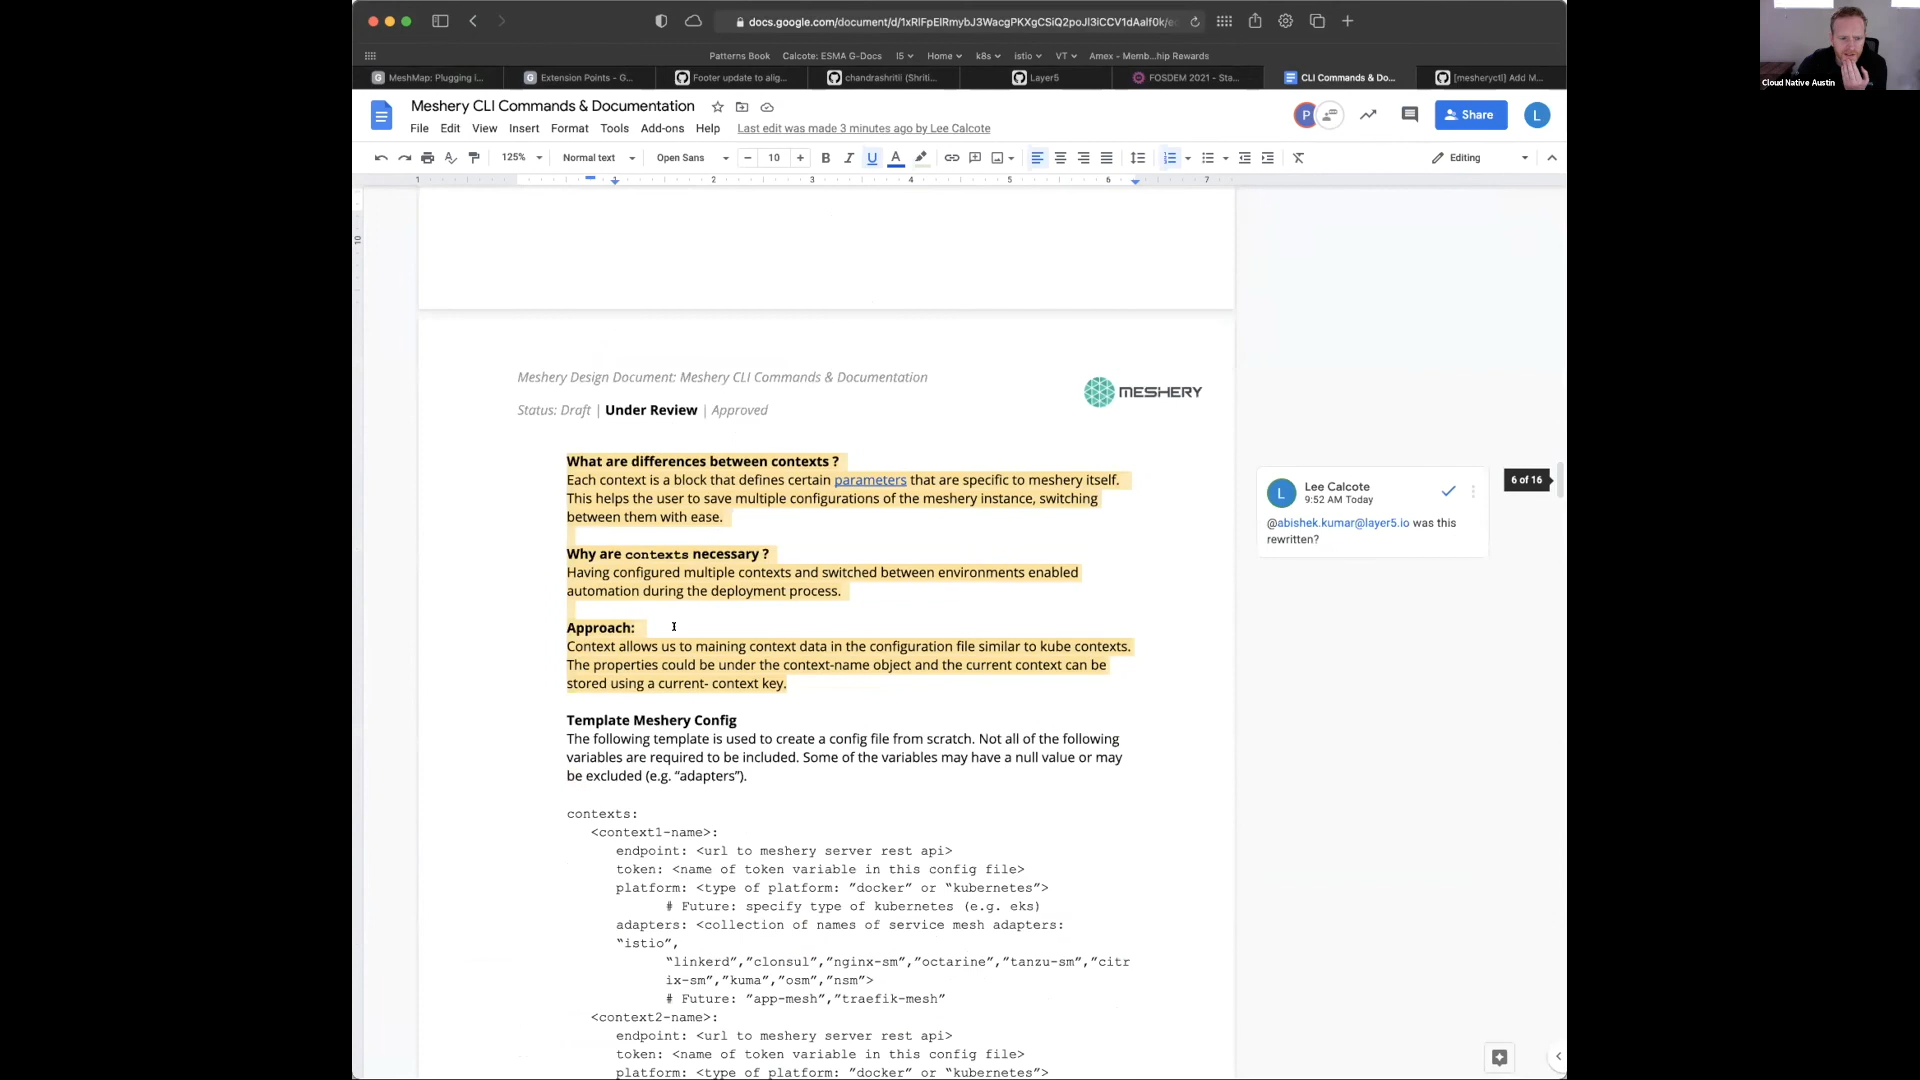 docs.google.com/document/d/1xRlFpElRmybJ3WacgPKXgCSiQ2poJl3iCCV1dAalf0k/e
Patterns Book Calcote: ESMA G-Docs I5 Home k8s istio VT Amex - Memb...hip Rewards
MeshMap: Plugging i... Extension Points - G... Footer update to alig... chandrashritii (Shriti... Layer5 FOSDEM 2021 - Sta... CLI Commands & Do... [mesheryctl] Add M...
Cloud Native Austin
Meshery CLI Commands & Documentation
P Share L
File Edit View Insert Format Tools Add-ons Help Last edit was made 3 minutes ago by Lee Calcote
125% Normal text Open Sans 10 B I U A Editing
1 1 2 3 4 5 6 7
10
Meshery Design Document: Meshery CLI Commands & Documentation
MESHERY
Status: Draft | Under Review | Approved
What are differences between contexts ?
Each context is a block that defines certain parameters that are specific to meshery itself.
This helps the user to save multiple configurations of the meshery instance, switching
between them with ease.
Why are contexts necessary ?
Having configured multiple contexts and switched between environments enabled
automation during the deployment process.
Approach:
Context allows us to maining context data in the configuration file similar to kube contexts.
The properties could be under the context-name object and the current context can be
stored using a current- context key.
Template Meshery Config
The following template is used to create a config file from scratch. Not all of the following
variables are required to be included. Some of the variables may have a null value or may
be excluded (e.g. “adapters”).
contexts:
<context1-name>:
endpoint: <url to meshery server rest api>
token: <name of token variable in this config file>
platform: <type of platform: ”docker” or “kubernetes”>
# Future: specify type of kubernetes (e.g. eks)
adapters: <collection of names of service mesh adapters:
“istio”,
“linkerd”,”clonsul”,”nginx-sm”,”octarine”,”tanzu-sm”,”citr
ix-sm”,”kuma”,”osm”,”nsm”>
# Future: ”app-mesh”,”traefik-mesh”
<context2-name>:
endpoint: <url to meshery server rest api>
token: <name of token variable in this config file>
platform: <type of platform: ”docker” or “kubernetes”>
L Lee Calcote
9:52 AM Today
@abishek.kumar@layer5.io was this
rewritten?
6 of 16